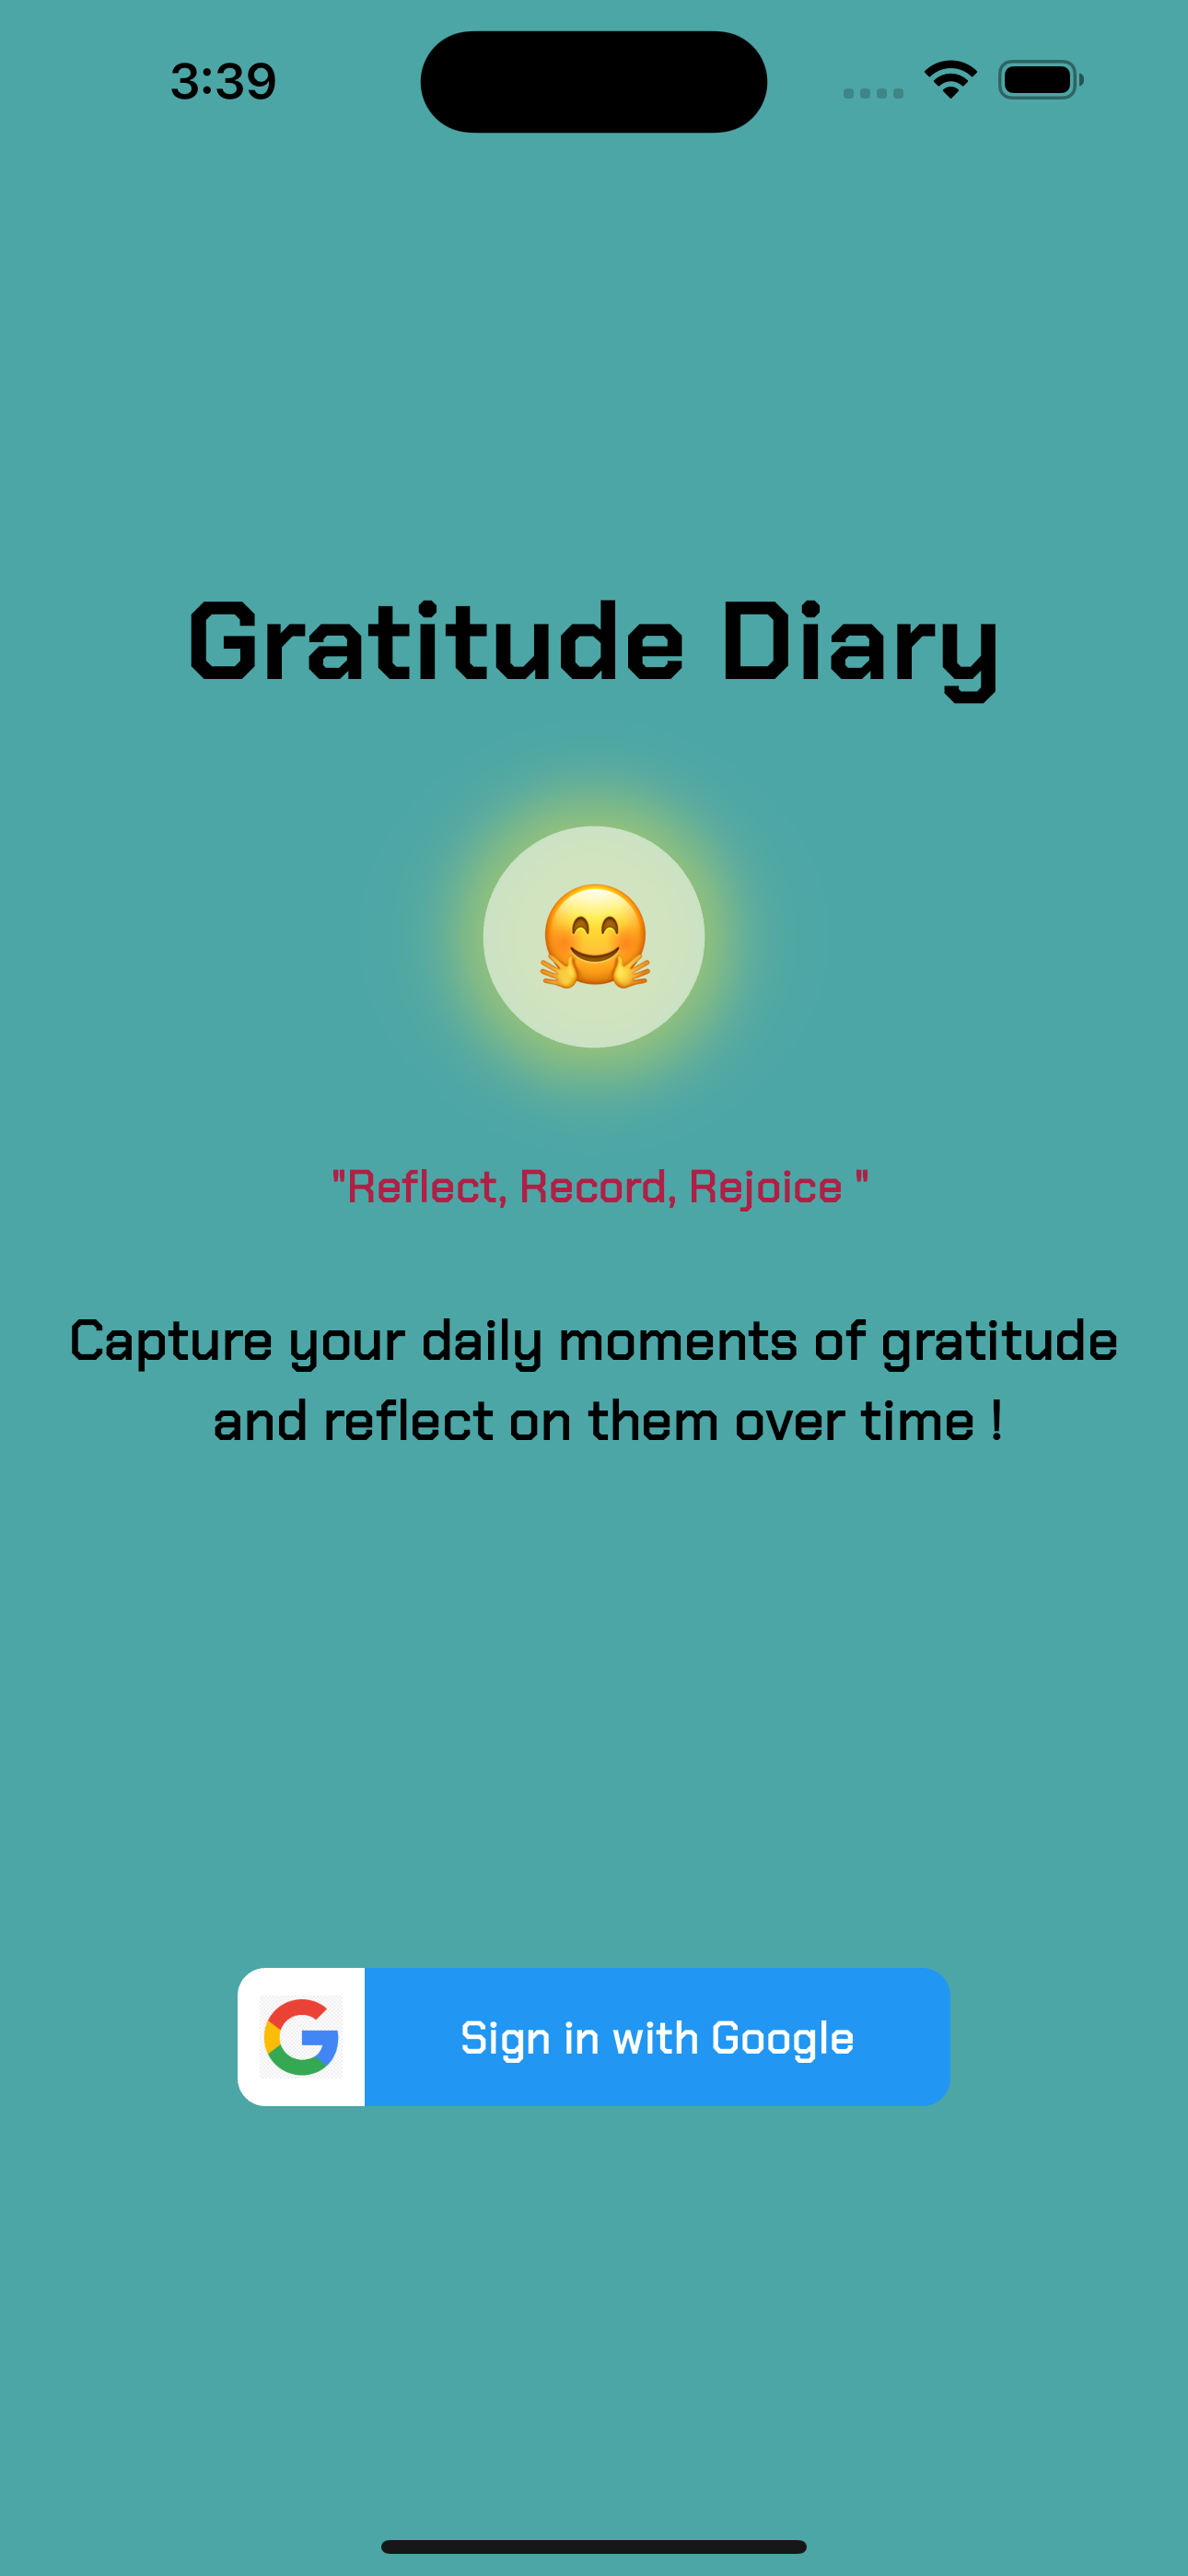 3:39
Gratitude Diary
"Reflect, Record, Rejoice "
Capture your daily moments of gratitude
and reflect on them over time !
Sign in with Google